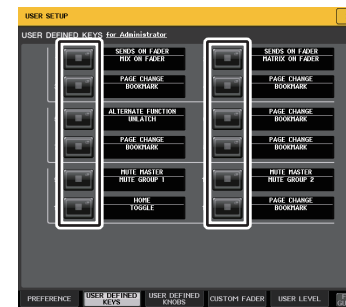 USER SETUP
USER DEFINED KEYS for Administrator
SENDS ON FADER
MIX ON FADER
SENDS ON FADER
MATRIX ON FADER
PAGE CHANGE
BOOKMARK
PAGE CHANGE
BOOKMARK
ALTERNATE FUNCTION
UNLATCH
PAGE CHANGE
BOOKMARK
PAGE CHANGE
BOOKMARK
PAGE CHANGE
BOOKMARK
MUTE MASTER
MUTE GROUP 1
MUTE MASTER
MUTE GROUP 2
HOME
TOGGLE
PAGE CHANGE
BOOKMARK
PREFERENCE
USER DEFINED
KEYS
USER DEFINED
KNOBS
CUSTOM FADER
USER LEVEL